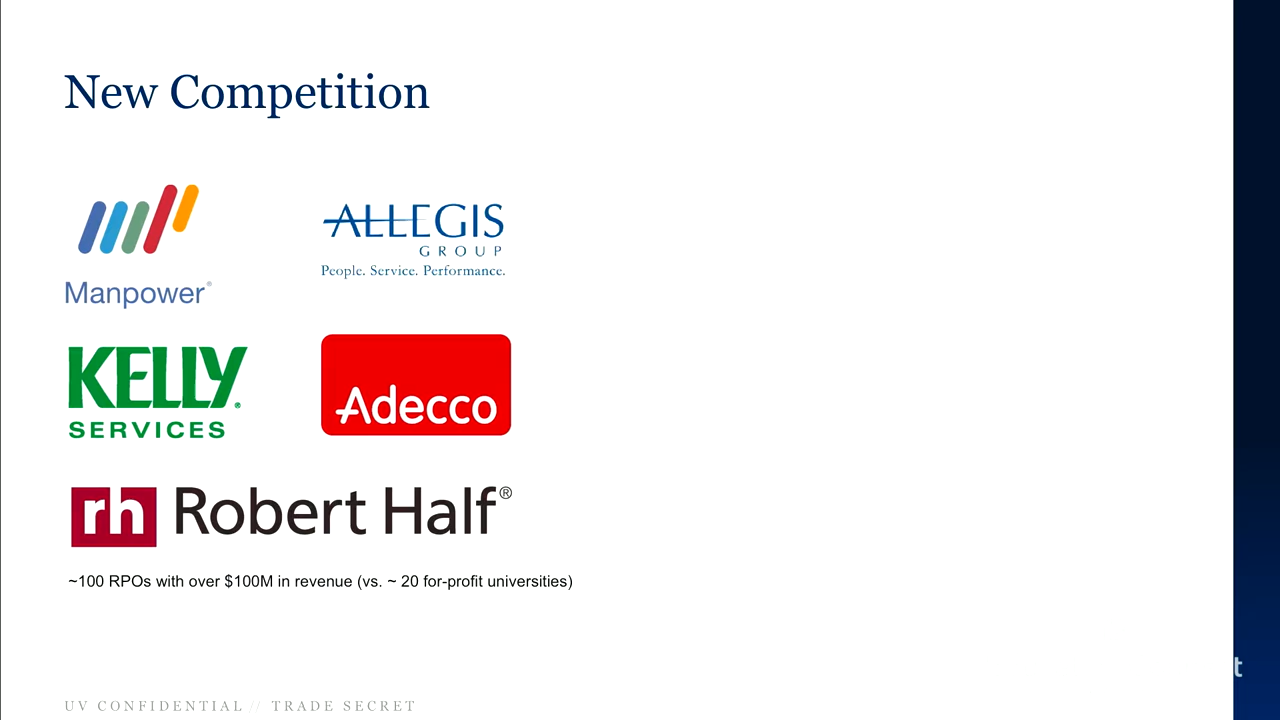 New Competition
Manpower®
ALLEGIS
GROUP
People. Service. Performance.
KELLY®
SERVICES
Adecco
rh Robert Half®
~100 RPOs with over $100M in revenue (vs. ~ 20 for-profit universities)
UV CONFIDENTIAL // TRADE SECRET
t